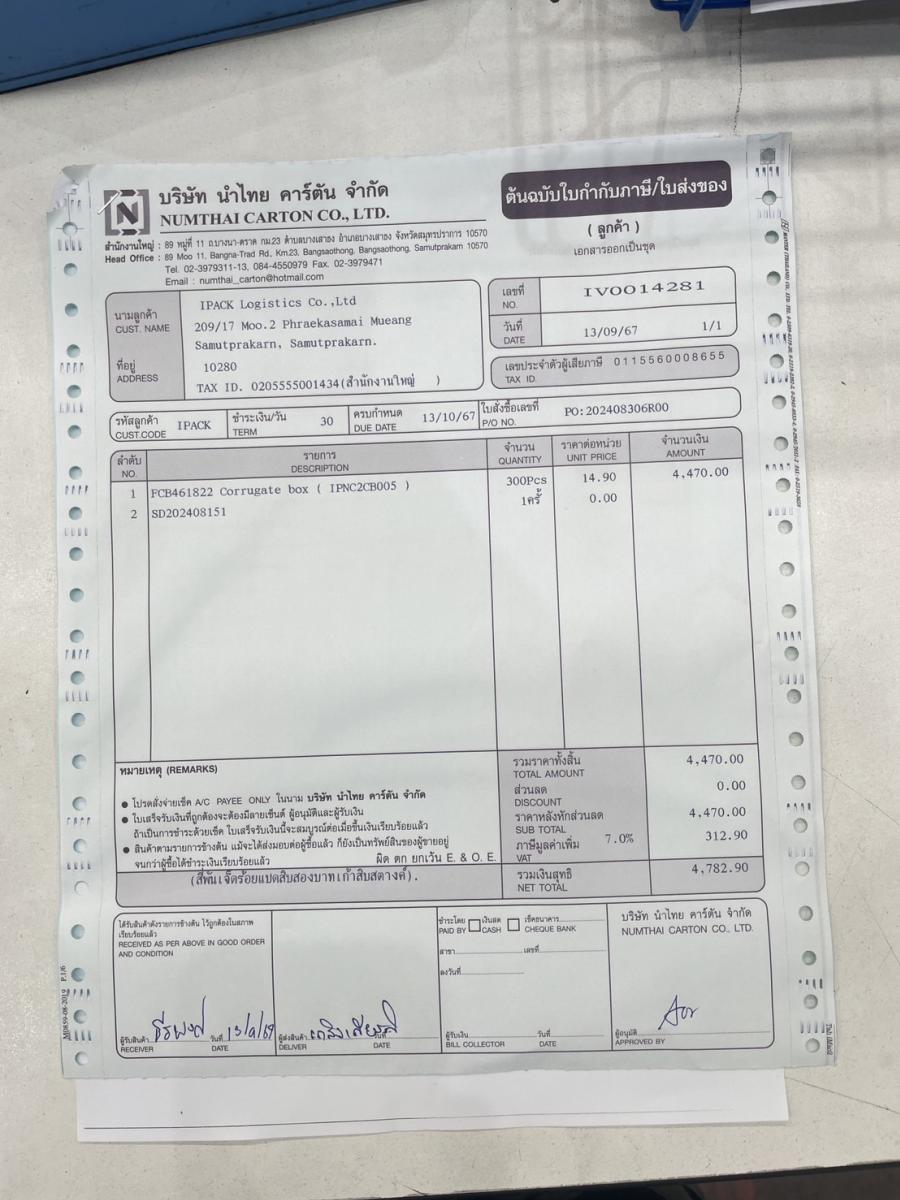 N
บริษัท นำไทย คาร์ตัน จำกัด
NUMTHAI CARTON CO., LTD.
สำนักงานใหญ่ : 89 หมู่ที่ 11 ถ.บางนา-ตราด กม.23 ตำบลบางเสาธง อำเภอบางเสาธง จังหวัดสมุทรปราการ 10570
Head Office : 89 Moo 11, Bangna-Trad Rd., Km.23, Bangsaothong, Bangsaothong, Samutprakarn 10570
Tel. 02-3979311-13, 084-4550979 Fax. 02-3979471
Email : numthai_carton@hotmail.com
ต้นฉบับใบกำกับภาษี/ใบส่งของ
( ลูกค้า )
เอกสารออกเป็นชุด
นามลูกค้า IPACK Logistics Co.,Ltd
CUST. NAME 209/17 Moo.2 Phraekasamai Mueang
Samutprakarn, Samutprakarn.
ที่อยู่ 10280
ADDRESS TAX ID. 0205555001434(สำนักงานใหญ่ )
เลขที่ IV0014281
NO.
วันที่ 13/09/67 1/1
DATE
เลขประจำตัวผู้เสียภาษี 0115560008655
TAX ID.
รหัสลูกค้า IPACK ชำระเงิน/วัน 30 ครบกำหนด 13/10/67 ใบสั่งซื้อเลขที่ PO:202408306R00
CUST.CODE TERM DUE DATE P/O NO.
ลำดับ รายการ จำนวน ราคาต่อหน่วย จำนวนเงิน
NO. DESCRIPTION QUANTITY UNIT PRICE AMOUNT
1 FCB461822 Corrugate box ( IPNC2CB005 ) 300Pcs 14.90 4,470.00
2 SD202408151 1ครั้ง 0.00
หมายเหตุ (REMARKS)
● โปรดสั่งจ่ายเช็ค A/C PAYEE ONLY ในนาม บริษัท นำไทย คาร์ตัน จำกัด
● ใบเสร็จรับเงินที่ถูกต้องจะต้องมีลายเซ็นต์ ผู้อนุมัติและผู้รับเงิน
ถ้าเป็นการชำระด้วยเช็ค ใบเสร็จรับเงินนี้จะสมบูรณ์ต่อเมื่อขึ้นเงินเรียบร้อยแล้ว
● สินค้าตามรายการข้างต้น แม้จะได้ส่งมอบต่อผู้ซื้อแล้ว ก็ยังเป็นทรัพย์สินของผู้ขายอยู่
จนกว่าผู้ซื้อได้ชำระเงินเรียบร้อยแล้ว ผิด ตก ยกเว้น E. & O. E.
รวมราคาทั้งสิ้น 4,470.00
TOTAL AMOUNT
ส่วนลด 0.00
DISCOUNT
ราคาหลังหักส่วนลด 4,470.00
SUB TOTAL
ภาษีมูลค่าเพิ่ม 7.0% 312.90
VAT
(สี่พันเจ็ดร้อยแปดสิบสองบาทเก้าสิบสตางค์).
รวมเงินสุทธิ 4,782.90
NET TOTAL
ได้รับสินค้าดังรายการข้างต้น ไว้ถูกต้องในสภาพ
เรียบร้อยแล้ว
RECEIVED AS PER ABOVE IN GOOD ORDER
AND CONDITION
ผู้รับสินค้า ธีรพงศ์ วันที่ 13/9/67
RECEIVER DATE
ผู้ส่งสินค้า วันที่
DELIVER DATE
ชำระโดย เงินสด เช็คธนาคาร
PAID BY CASH CHEQUE BANK
สาขา เลขที่
ลงวันที่
ผู้รับเงิน วันที่
BILL COLLECTOR DATE
บริษัท นำไทย คาร์ตัน จำกัด
NUMTHAI CARTON CO., LTD.
ผู้อนุมัติ
APPROVED BY
M0659-08-2019 P.1/6